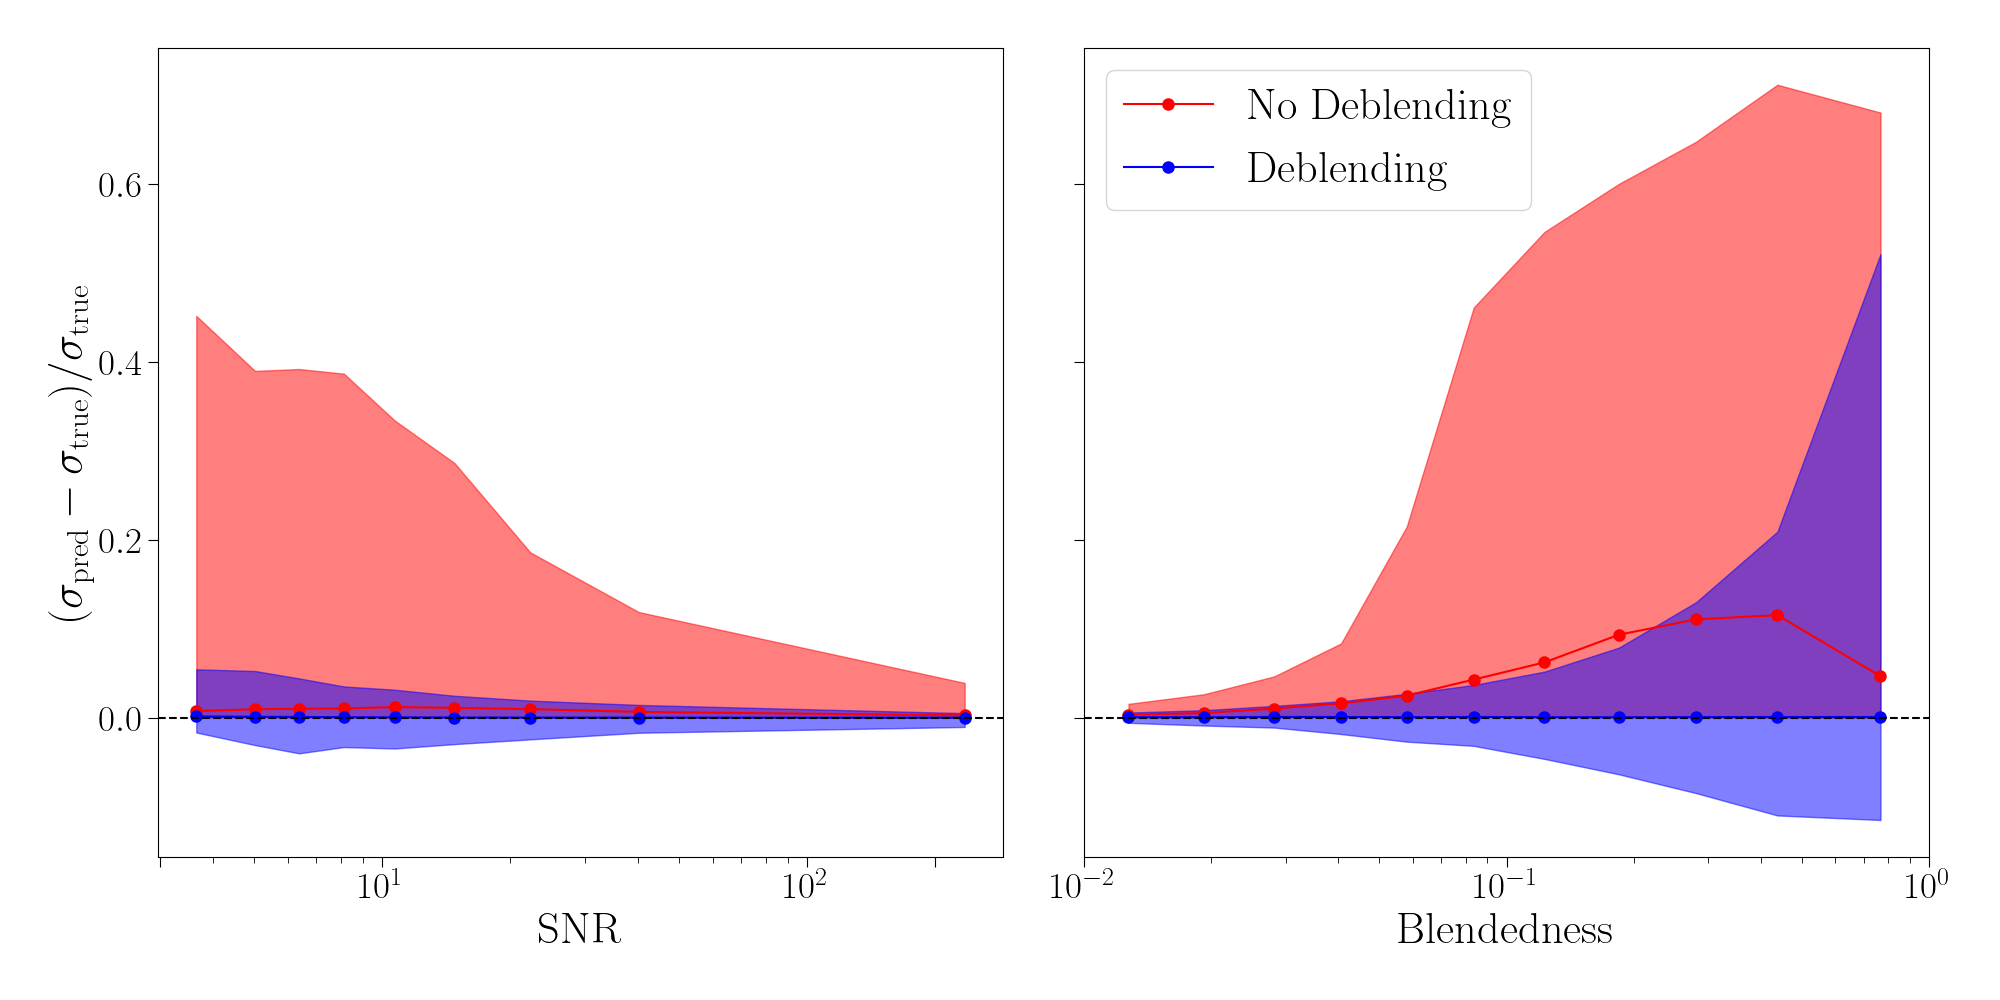 (σ_pred − σ_true)/σ_true
0.6
0.4
0.2
0.0
10^1
10^2
SNR
No Deblending
Deblending
10^−2
10^−1
10^0
Blendedness